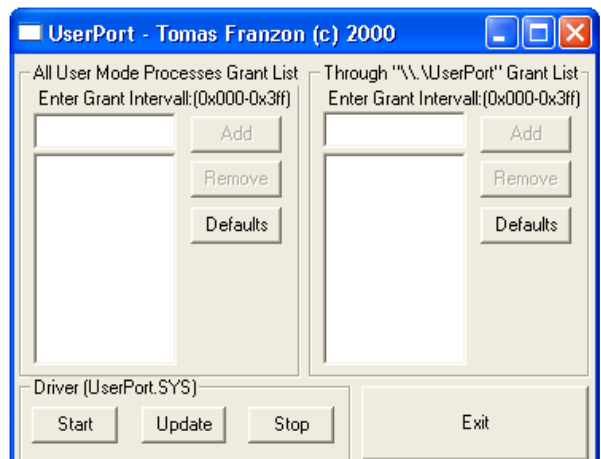 UserPort - Tomas Franzon (c) 2000
All User Mode Processes Grant List
Enter Grant Intervall:(0x000-0x3ff)
Add
Remove
Defaults
Through "\\.\UserPort" Grant List
Enter Grant Intervall:(0x000-0x3ff)
Add
Remove
Defaults
Driver (UserPort.SYS)
Start
Update
Stop
Exit